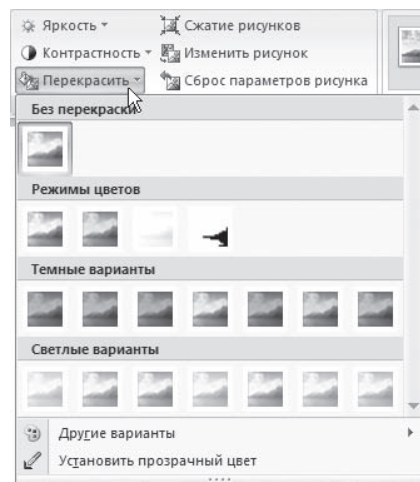 Яркость
Сжатие рисунков
Контрастность
Изменить рисунок
Перекрасить
Сброс параметров рисунка
Без перекраски
Режимы цветов
Темные варианты
Светлые варианты
Другие варианты
Установить прозрачный цвет